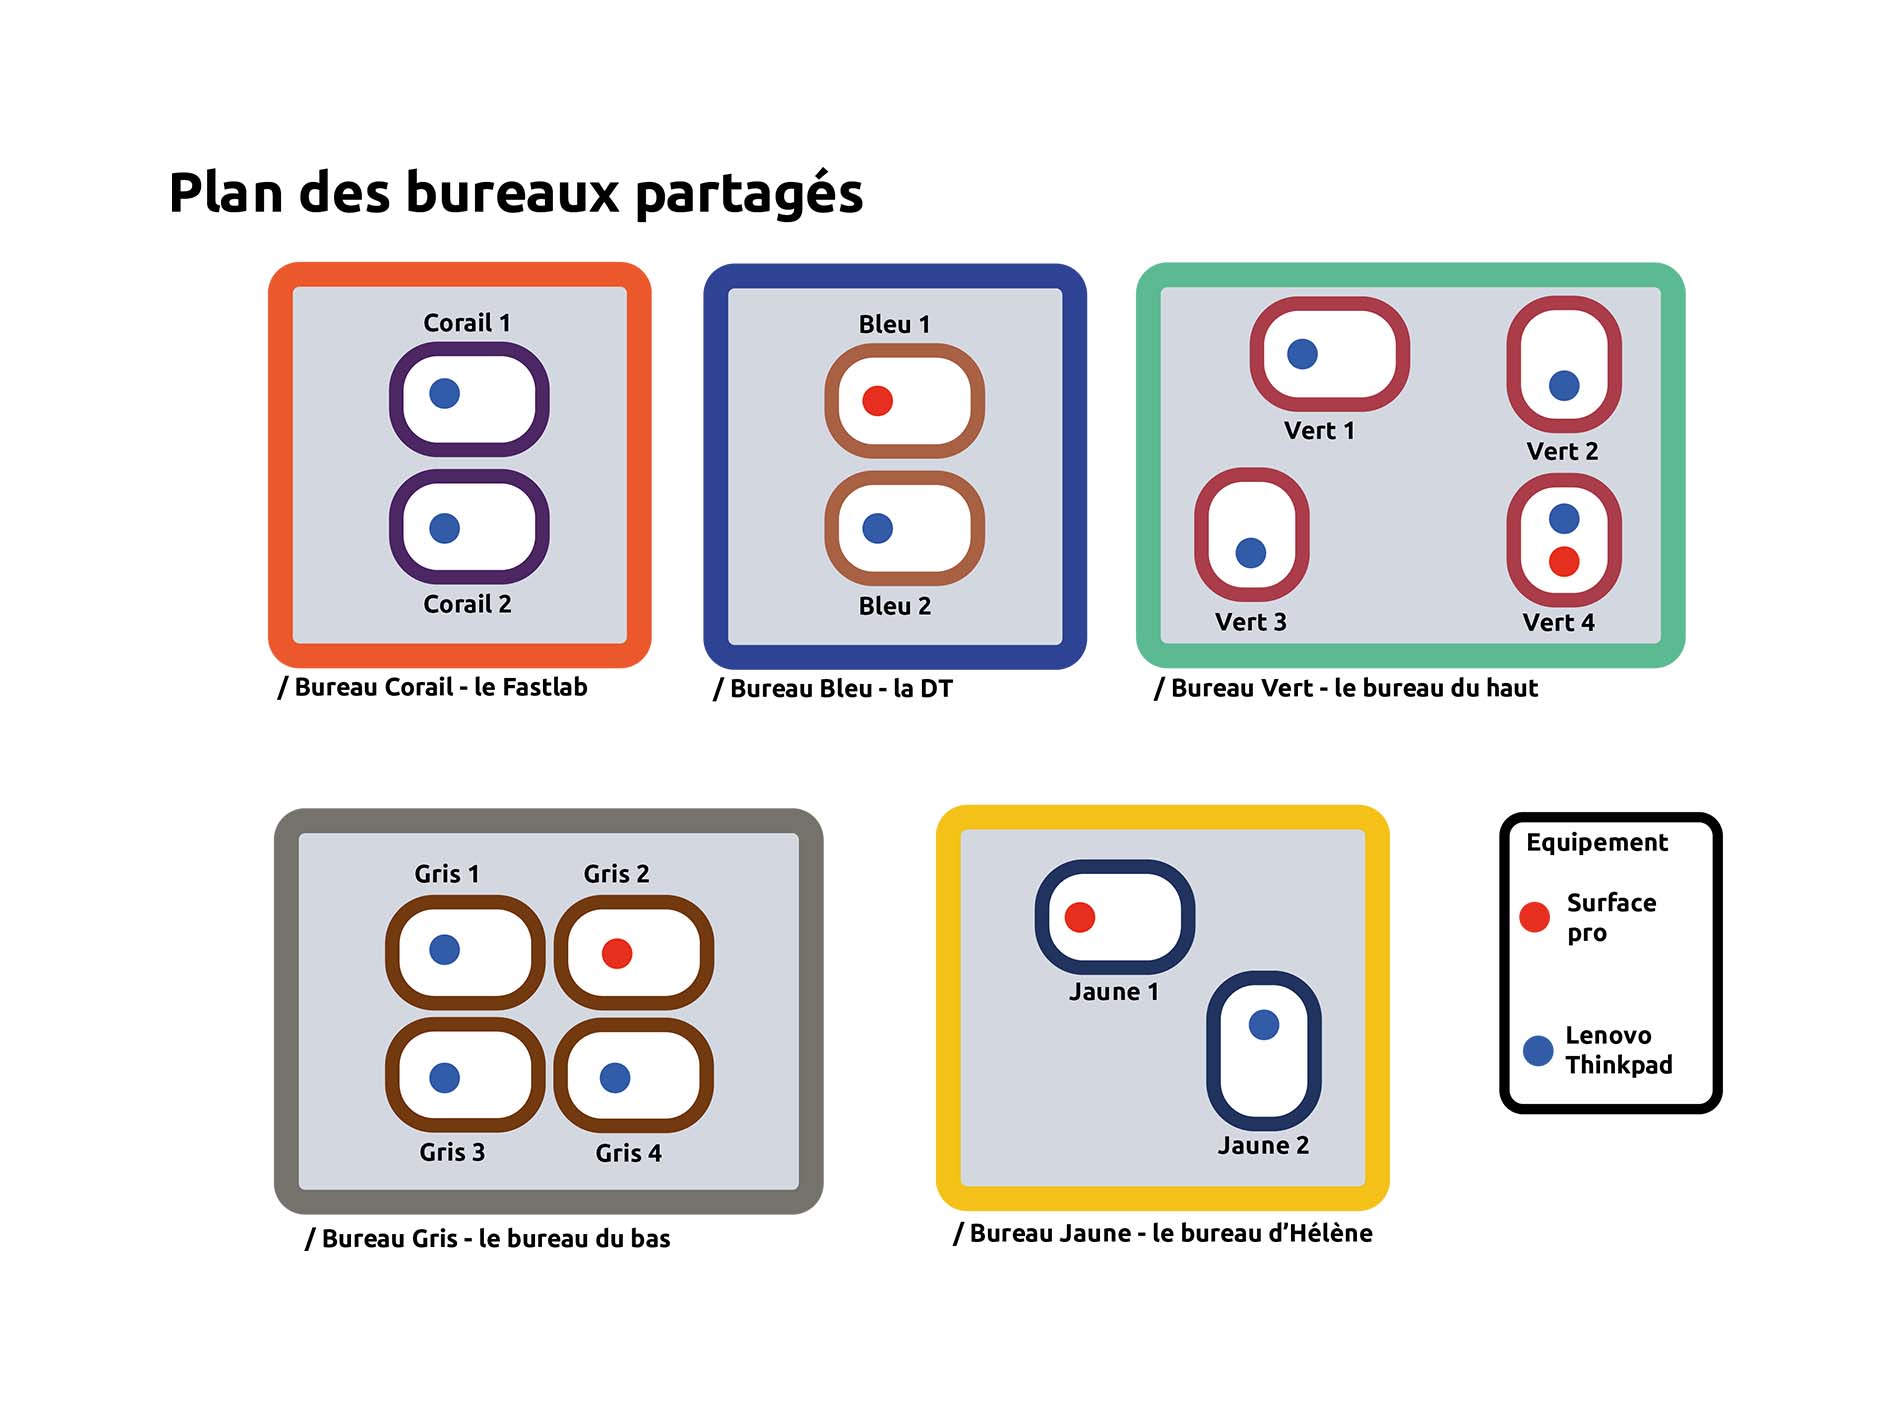 Plan des bureaux partagés
Corail 1
Corail 2
/ Bureau Corail - le Fastlab
Bleu 1
Bleu 2
/ Bureau Bleu - la DT
Vert 1
Vert 2
Vert 3
Vert 4
/ Bureau Vert - le bureau du haut
Gris 1
Gris 2
Gris 3
Gris 4
/ Bureau Gris - le bureau du bas
Jaune 1
Jaune 2
/ Bureau Jaune - le bureau d’Hélène
Equipement
Surface
pro
Lenovo
Thinkpad